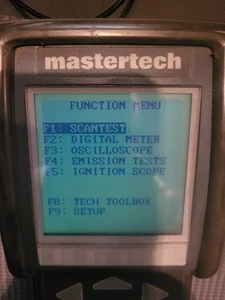 mastertech
FUNCTION MENU
F1: SCANTEST
F2: DIGITAL METER
F3: OSCILLOSCOPE
F4: EMISSION TESTS
F5: IGNITION SCOPE
F8: TECH TOOLBOX
F9: SETUP